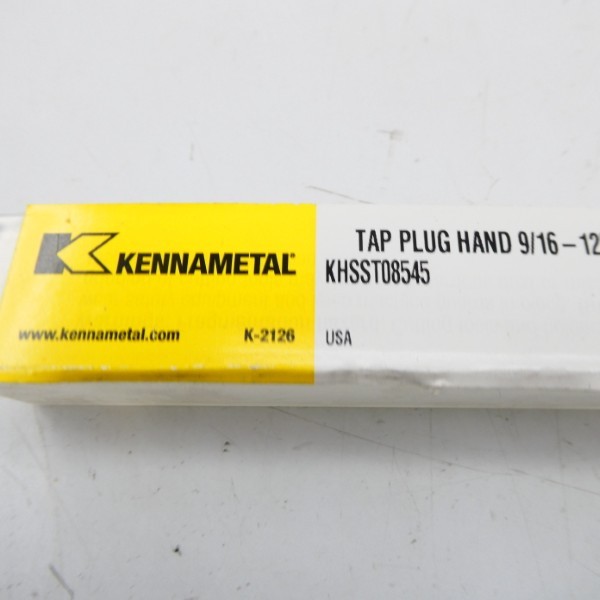 KENNAMETAL®
www.kennametal.com K-2126
TAP PLUG HAND 9/16 – 12
KHSST08545
USA